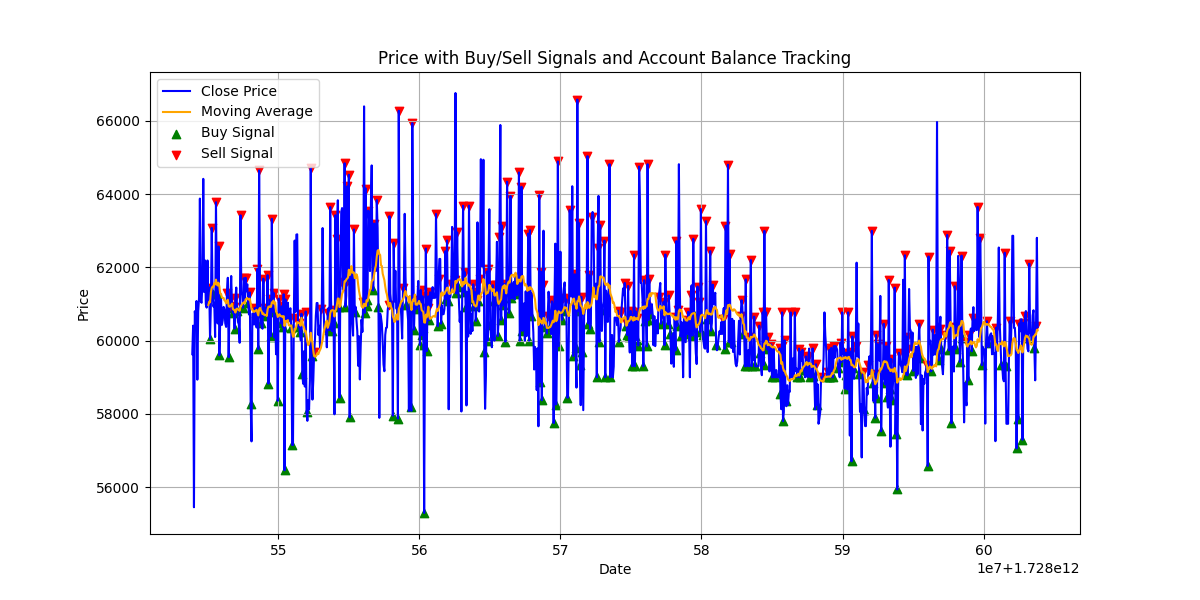 Price with Buy/Sell Signals and Account Balance Tracking
Close Price
Moving Average
Buy Signal
Sell Signal
66000
64000
62000
60000
58000
56000
Price
55 56 57 58 59 60
Date
1e7+1.728e12